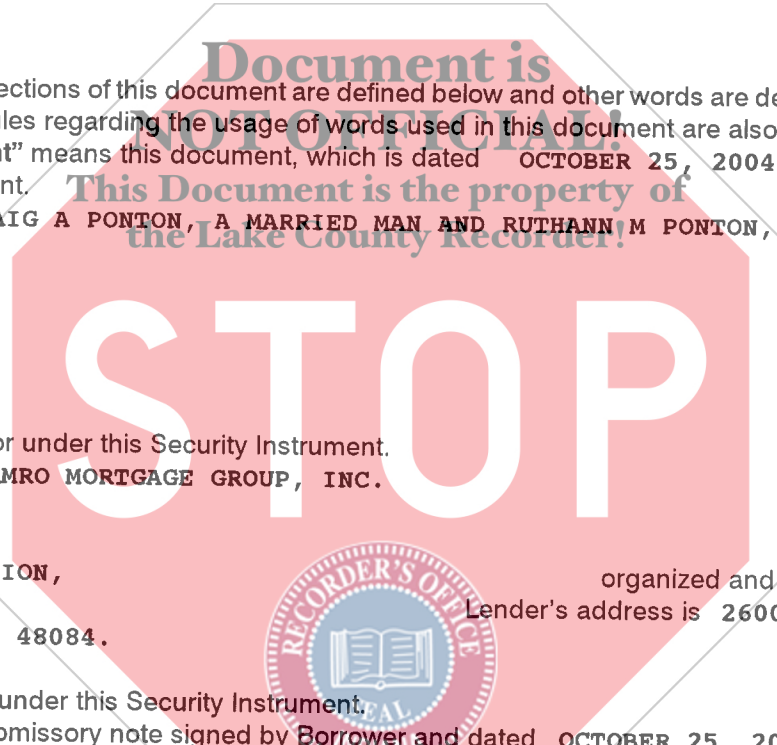 Document is
ections of this document are defined below and other words are de
NOT OFFICIAL!
les regarding the usage of words used in this document are also
nt” means this document, which is dated OCTOBER 25, 2004
nt.
This Document is the property of
AIG A PONTON, A MARRIED MAN AND RUTHANN M PONTON,
the Lake County Recorder!
STOP
or under this Security Instrument.
MRO MORTGAGE GROUP, INC.
ION,
organized and
Lender's address is 2600
48084.
RECORDER'S OFFICE
under this Security Instrument.
SEAL
omissory note signed by Borrower and dated OCTOBER 25, 20